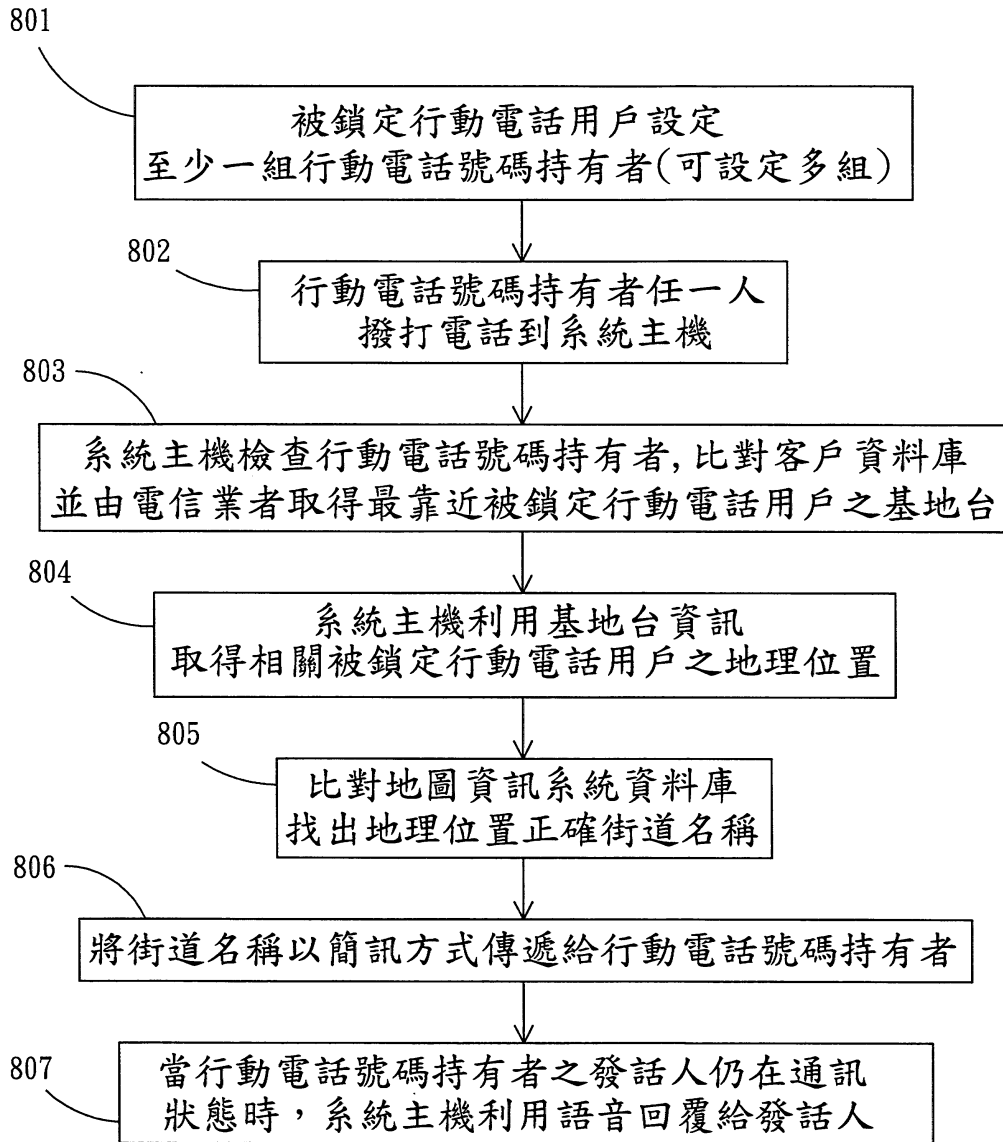 801
被鎖定行動電話用戶設定
至少一組行動電話號碼持有者(可設定多組)
802
行動電話號碼持有者任一人
撥打電話到系統主機
803
系統主機檢查行動電話號碼持有者,比對客戶資料庫
並由電信業者取得最靠近被鎖定行動電話用戶之基地台
804
系統主機利用基地台資訊
取得相關被鎖定行動電話用戶之地理位置
805
比對地圖資訊系統資料庫
找出地理位置正確街道名稱
806
將街道名稱以簡訊方式傳遞給行動電話號碼持有者
807
當行動電話號碼持有者之發話人仍在通訊
狀態時，系統主機利用語音回覆給發話人